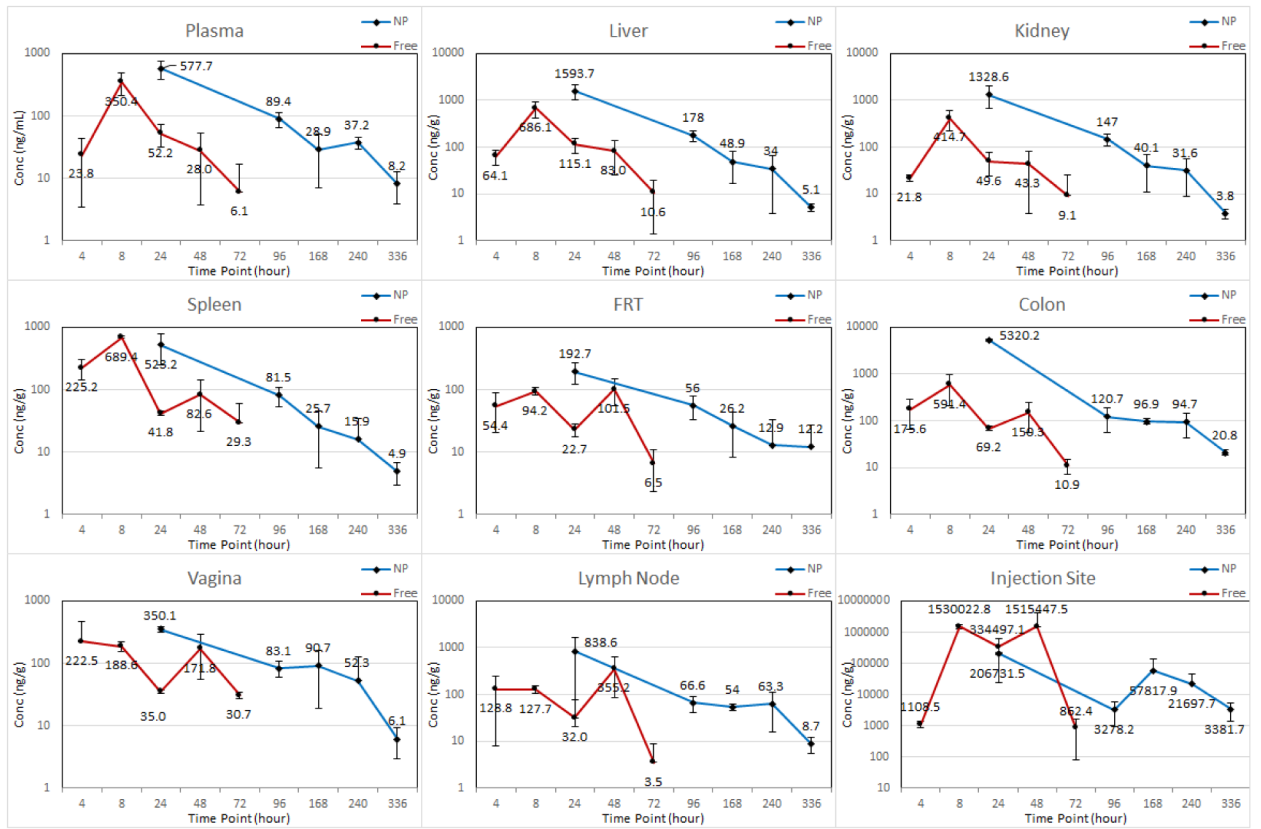 Plasma
NP
Free
Conc (ng/mL)
1000
100
10
1
577.7
350.4
89.4
28.9
37.2
52.2
23.8
28.0
8.2
6.1
4 8 24 48 72 96 168 240 336
Time Point (hour)
Liver
NP
Free
Conc (ng/g)
10000
1000
100
10
1
1593.7
686.1
178
115.1
48.9
34
64.1
83.0
5.1
10.6
4 8 24 48 72 96 168 240 336
Time Point (hour)
Kidney
NP
Free
Conc (ng/g)
10000
1000
100
10
1
1328.6
414.7
147
40.1
31.6
21.8
49.6
43.3
3.8
9.1
4 8 24 48 72 96 168 240 336
Time Point (hour)
Spleen
NP
Free
Conc (ng/g)
1000
100
10
1
689.4
523.2
225.2
81.5
82.6
25.7
15.9
41.8
29.3
4.9
4 8 24 48 72 96 168 240 336
Time Point (hour)
FRT
NP
Free
Conc (ng/g)
1000
100
10
1
192.7
56
94.2
101.5
26.2
54.4
12.9
12.2
22.7
6.5
4 8 24 48 72 96 168 240 336
Time Point (hour)
Colon
NP
Free
Conc (ng/g)
10000
1000
100
10
1
5320.2
591.4
120.7
96.9
94.7
175.6
150.3
69.2
20.8
10.9
4 8 24 48 72 96 168 240 336
Time Point (hour)
Vagina
NP
Free
Conc (ng/g)
1000
100
10
1
350.1
83.1
90.7
222.5
188.6
171.8
52.3
35.0
30.7
6.1
4 8 24 48 72 96 168 240 336
Time Point (hour)
Lymph Node
NP
Free
Conc (ng/g)
10000
1000
100
10
1
838.6
355.2
66.6
54
63.3
128.8
127.7
32.0
8.7
3.5
4 8 24 48 72 96 168 240 336
Time Point (hour)
Injection Site
NP
Free
Conc (ng/g)
10000000
1000000
100000
10000
1000
100
10
1530022.8
1515447.5
334497.1
206731.5
57817.9
1108.5
862.4
21697.7
3278.2
3381.7
4 8 24 48 72 96 168 240 336
Time Point (hour)